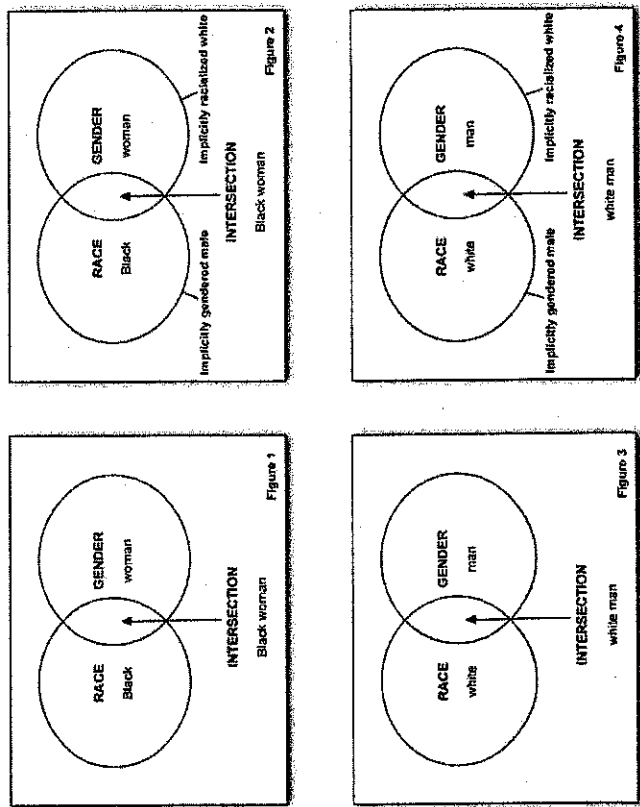 RACE
Black
GENDER
woman
INTERSECTION
Black woman
Figure 1
RACE
Black
GENDER
woman
Implicitly gendered male
Implicitly racialized white
INTERSECTION
Black woman
Figure 2
RACE
white
GENDER
man
INTERSECTION
white man
Figure 3
RACE
white
GENDER
man
Implicitly gendered male
Implicitly racialized white
INTERSECTION
white man
Figure 4